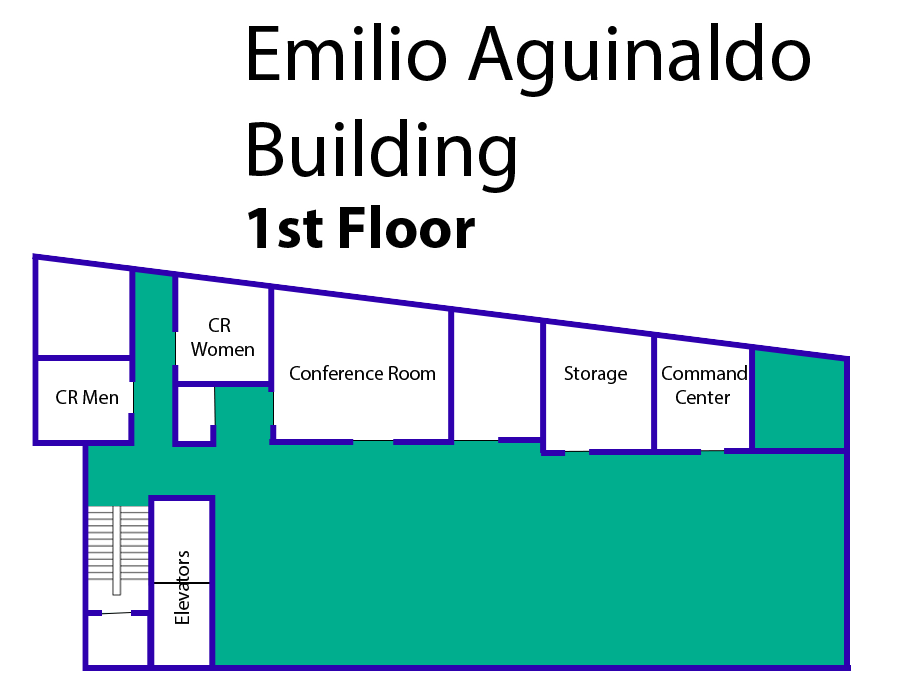 Emilio Aguinaldo
Building
1st Floor
CR
Women
Conference Room
Storage
Command
Center
CR Men
Elevators